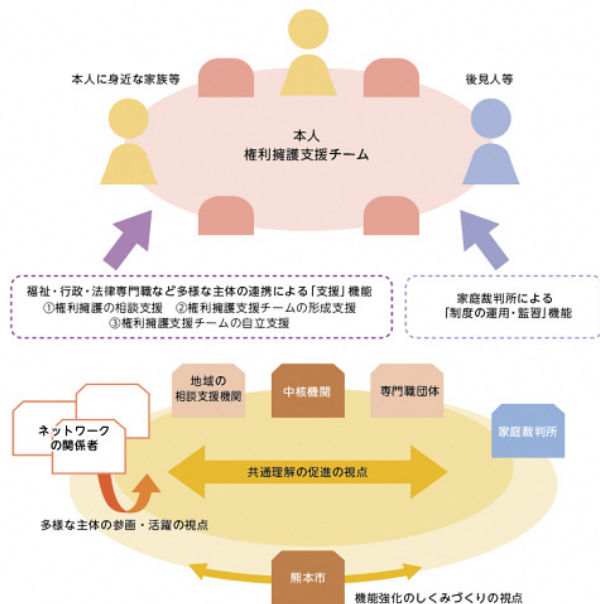 本人に身近な家族等
後見人等
本人
権利擁護支援チーム
福祉・行政・法律専門職など多様な主体の連携による「支援」機能
①権利擁護の相談支援　②権利擁護支援チームの形成支援
③権利擁護支援チームの自立支援
家庭裁判所による
「制度の運用・監習」機能
地域の
相談支援機関
中核機関
専門職団体
家庭裁判所
ネットワーク
の関係者
共通理解の促進の視点
多様な主体の参画・活躍の視点
熊本市
機能強化のしくみづくりの視点